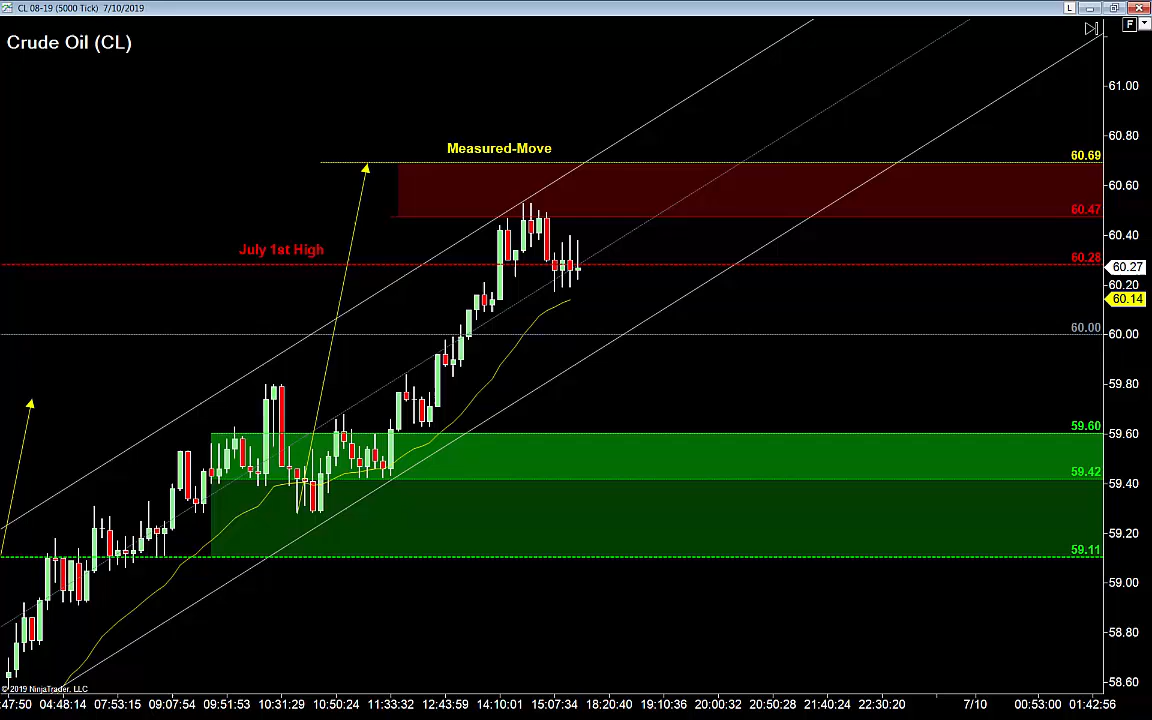 CL 08-19 (5000 Tick) 7/10/2019
L
F
Crude Oil (CL)
61.00
60.80
Measured-Move
60.69
60.60
60.47
60.40
July 1st High
60.28
60.27
60.20
60.14
60.00
60.00
59.80
59.60
59.60
59.42
59.40
59.20
59.11
59.00
58.80
58.60
© 2019 NinjaTrader, LLC
:47:50 04:48:14 07:53:15 09:07:54 09:51:53 10:31:29 10:50:24 11:33:32 12:43:59 14:10:01 15:07:34 18:20:40 19:10:36 20:00:32 20:50:28 21:40:24 22:30:20 7/10 00:53:00 01:42:56